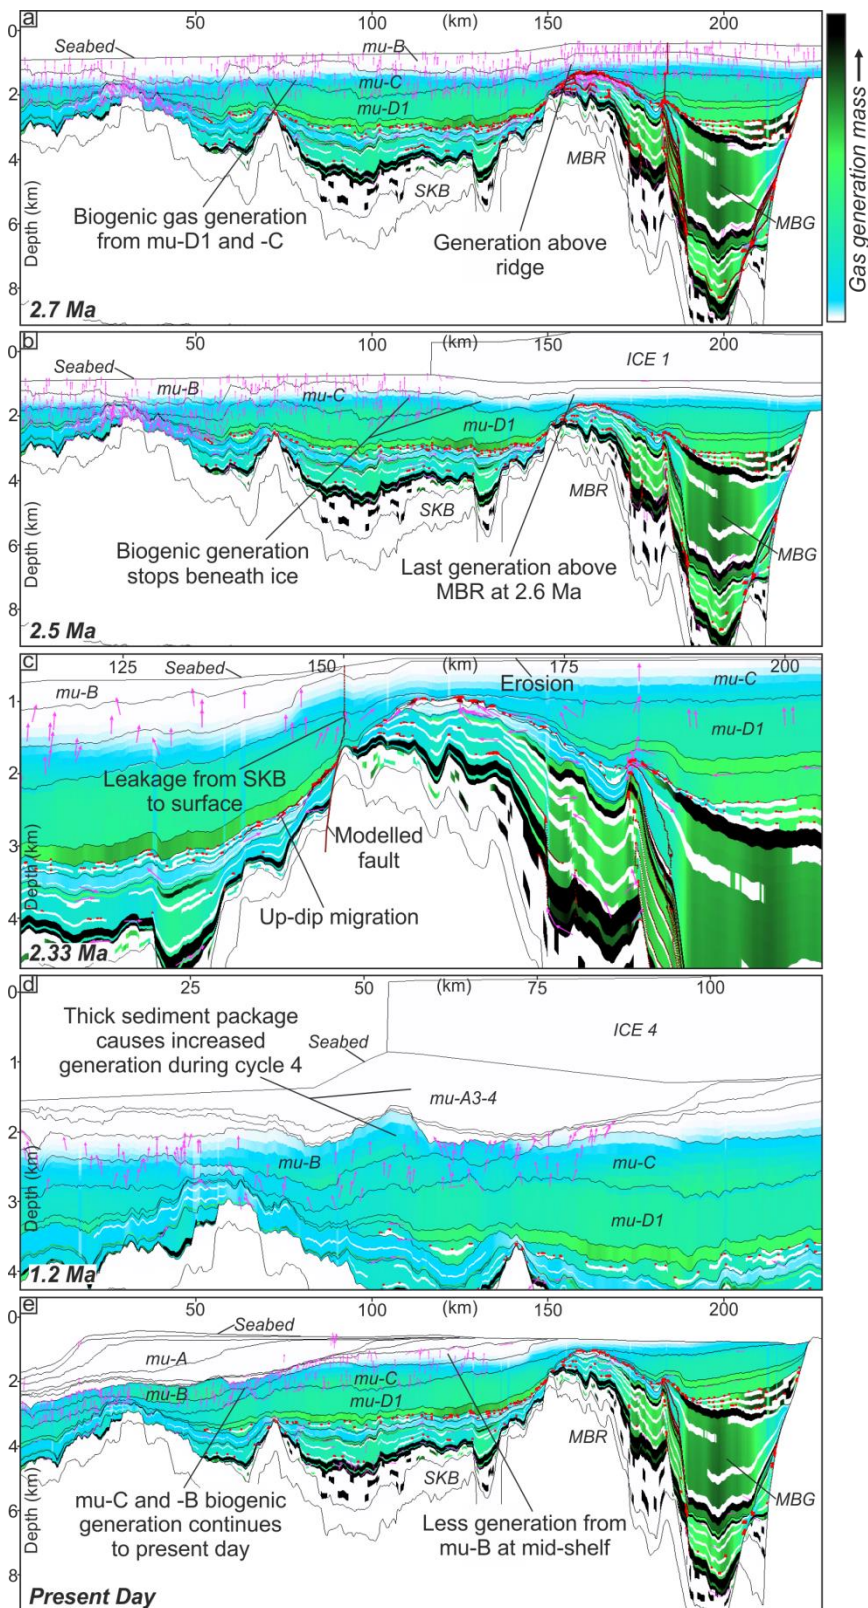 a 0 50 100 (km) 150 200
0
2
4
6
8
Depth (km)
Seabed
mu-B
mu-C
mu-D1
SKB
MBR
MBG
Biogenic gas generation
from mu-D1 and -C
Generation above
ridge
2.7 Ma
Gas generation mass
b 50 (km) 150 200
0
2
4
6
8
Depth (km)
Seabed
ICE 1
mu-B
mu-C
mu-D1
SKB
MBR
MBG
Biogenic generation
stops beneath ice
Last generation above
MBR at 2.6 Ma
2.5 Ma
c 125 150 (km) 175 200
1
2
3
4
Depth (km)
Seabed
mu-B
Erosion
mu-C
mu-D1
Leakage from SKB
to surface
Modelled
fault
Up-dip migration
2.33 Ma
d 25 50 (km) 75 100
0
1
2
3
4
Depth (km)
Thick sediment package
causes increased
generation during cycle 4
Seabed
ICE 4
mu-A3-4
mu-B
mu-C
mu-D1
1.2 Ma
e 50 100 (km) 150 200
0
2
4
6
8
Depth (km)
Seabed
mu-A
mu-B
mu-C
mu-D1
SKB
MBR
MBG
mu-C and -B biogenic
generation continues
to present day
Less generation from
mu-B at mid-shelf
Present Day